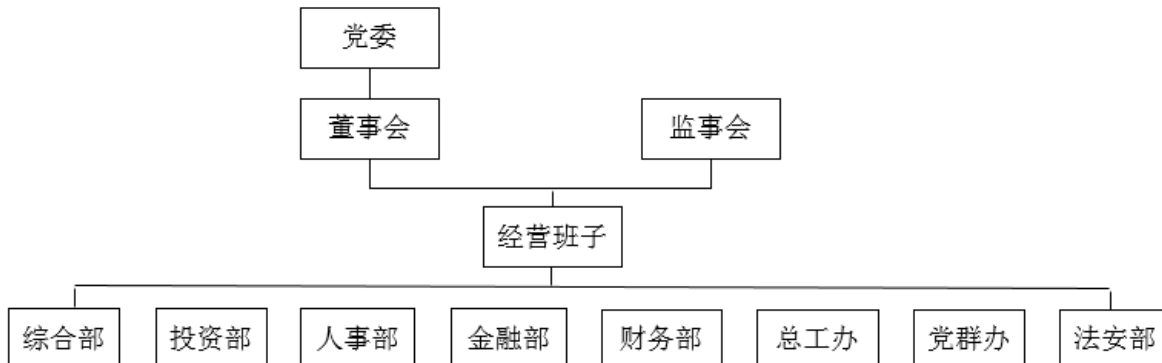 党委
董事会
监事会
经营班子
综合部
投资部
人事部
金融部
财务部
总工办
党群办
法安部